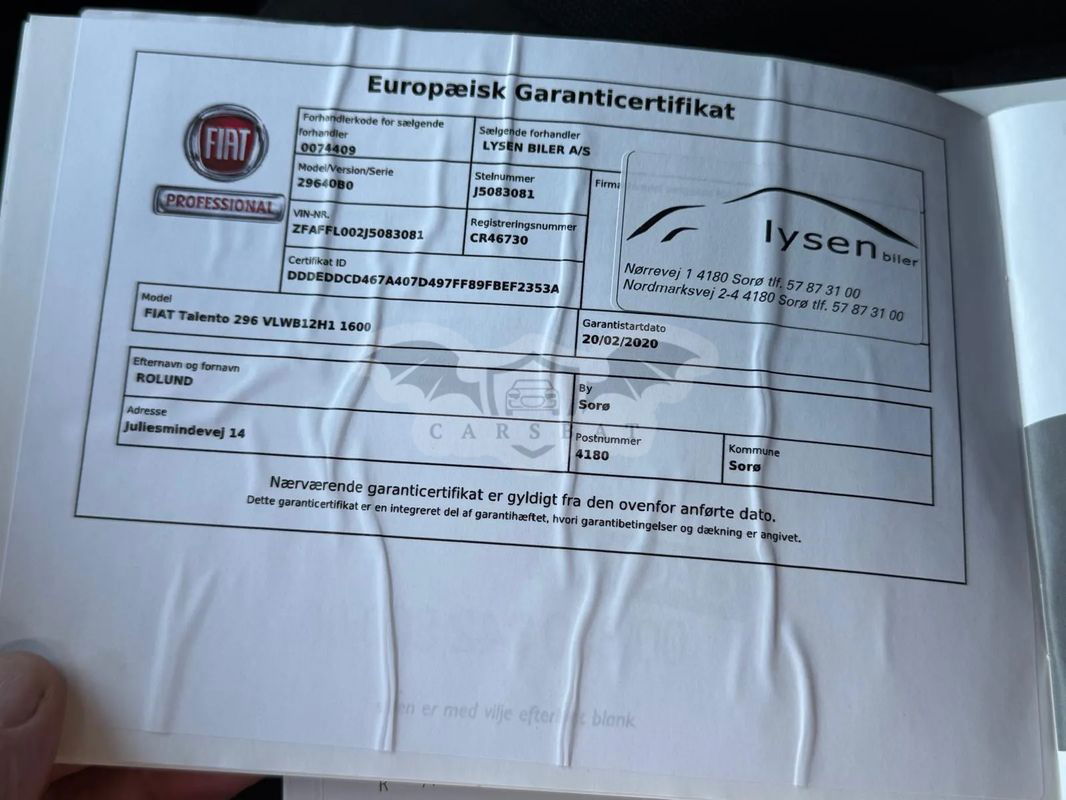 Europæisk Garanticertifikat
FIAT
PROFESSIONAL
Forhandlerkode for sælgende
forhandler
0074409
Sælgende forhandler
LYSEN BILER A/S
Model/Version/Serie
29640B0
Stelnummer
J5083081
Firma
VIN-NR.
ZFAFFL002J5083081
Registreringsnummer
CR46730
lysen biler
Nørrevej 1 4180 Sorø tlf. 57 87 31 00
Nordmarksvej 2-4 4180 Sorø tlf. 57 87 31 00
Certifikat ID
DDDEDDCD467A407D497FF89FBEF2353A
Model
FIAT Talento 296 VLWB12H1 1600
Garantistartdato
20/02/2020
Efternavn og fornavn
ROLUND
By
Sorø
Adresse
Juliesmindevej 14
Postnummer
4180
Kommune
Sorø
CARSBAT
Nærværende garanticertifikat er gyldigt fra den ovenfor anførte dato.
Dette garanticertifikat er en integreret del af garantihæftet, hvori garantibetingelser og dækning er angivet.
er med vilje blank